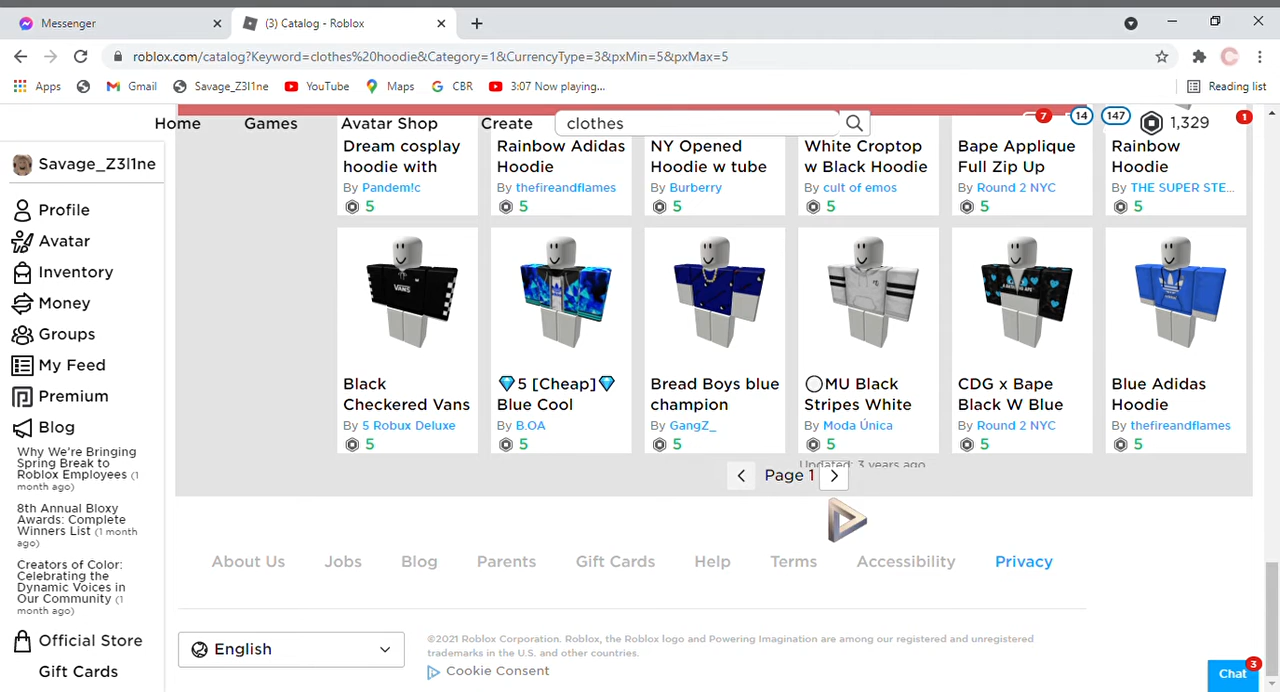 Messenger
(3) Catalog - Roblox
roblox.com/catalog?Keyword=clothes%20hoodie&Category=1&CurrencyType=3&pxMin=5&pxMax=5
Apps
Gmail
Savage_Z3l1ne
YouTube
Maps
CBR
3:07 Now playing...
Reading list
Home
Games
Avatar Shop
Create
clothes
7
14
147
1,329
1
Savage_Z3l1ne
Profile
Avatar
Inventory
Money
Groups
My Feed
Premium
Blog
Why We're Bringing
Spring Break to
Roblox Employees (1
month ago)
8th Annual Bloxy
Awards: Complete
Winners List (1 month
ago)
Creators of Color:
Celebrating the
Dynamic Voices in
Our Community (1
month ago)
Official Store
Gift Cards
Dream cosplay
hoodie with
By Pandem!c
5
Rainbow Adidas
Hoodie
By thefireandflames
5
NY Opened
Hoodie w tube
By Burberry
5
White Croptop
w Black Hoodie
By cult of emos
5
Bape Applique
Full Zip Up
By Round 2 NYC
5
Rainbow
Hoodie
By THE SUPER STE...
5
VANS
Black
Checkered Vans
By 5 Robux Deluxe
5
💎5 [Cheap]💎
Blue Cool
By B.OA
5
Bread Boys blue
champion
By GangZ_
5
◯MU Black
Stripes White
By Moda Única
5
Updated: 3 years ago
CDG x Bape
Black W Blue
By Round 2 NYC
5
Blue Adidas
Hoodie
By thefireandflames
5
Page 1
About Us
Jobs
Blog
Parents
Gift Cards
Help
Terms
Accessibility
Privacy
English
©2021 Roblox Corporation. Roblox, the Roblox logo and Powering Imagination are among our registered and unregistered
trademarks in the U.S. and other countries.
Cookie Consent
Chat
3